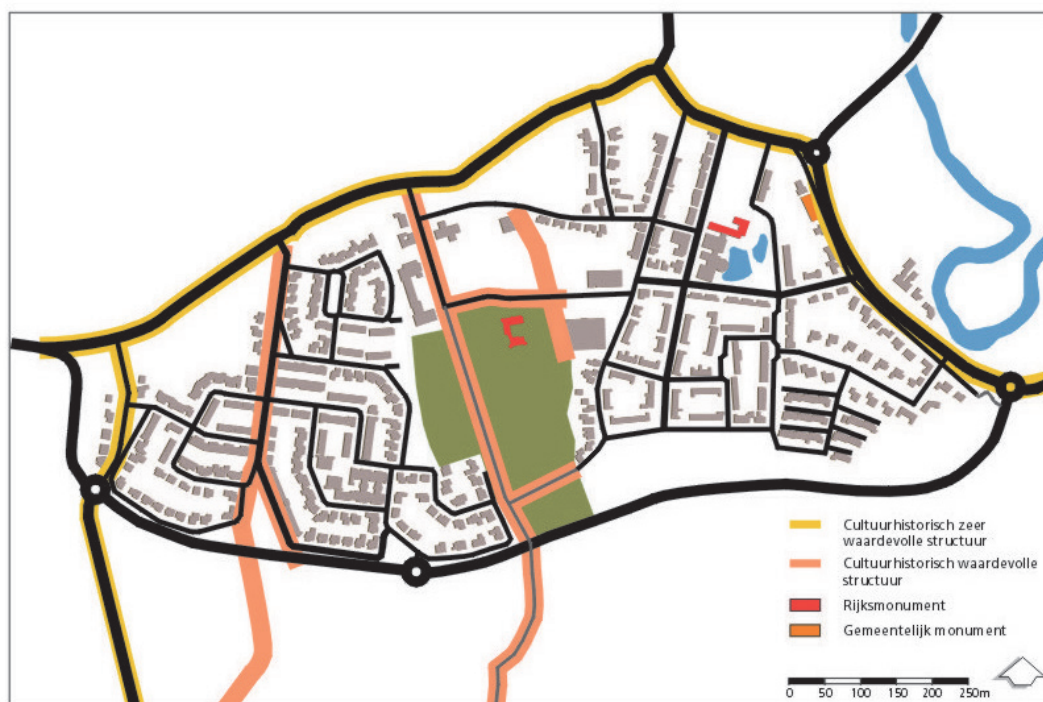 Cultuurhistorisch zeer
waardevolle structuur
Cultuurhistorisch waardevolle
structuur
Rijksmonument
Gemeentelijk monument
0 50 100 150 200 250m